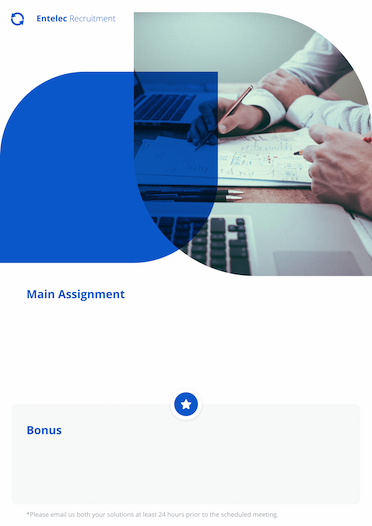 Entelec Recruitment
Main Assignment
Bonus
*Please email us both your solutions at least 24 hours prior to the scheduled meeting.